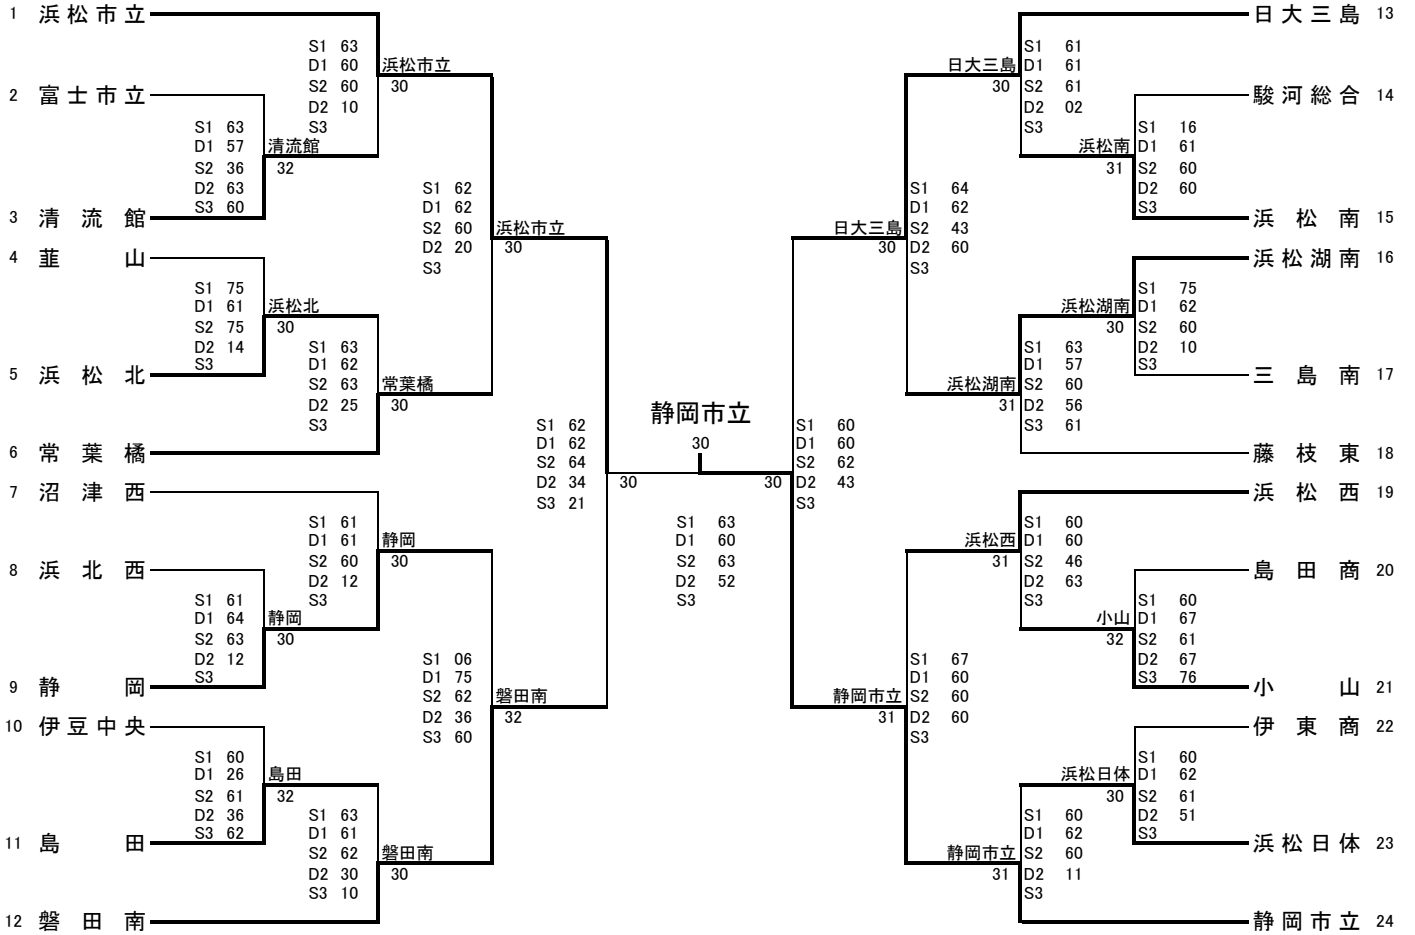 1 浜松市立
S1 63
D1 60
S2 60
D2 10
S3
浜松市立
30
2 富士市立
S1 63
D1 57
S2 36
D2 63
S3 60
清流館
32
3 清流館
S1 62
D1 62
S2 60
D2 20
S3
浜松市立
30
4 韮山
S1 75
D1 61
S2 75
D2 14
S3
浜松北
30
5 浜松北
S1 63
D1 62
S2 63
D2 25
S3
常葉橘
30
6 常葉橘
S1 62
D1 62
S2 64
D2 34
S3 21
30
7 沼津西
S1 61
D1 61
S2 60
D2 12
S3
静岡
30
8 浜北西
S1 61
D1 64
S2 63
D2 12
S3
静岡
30
9 静岡
S1 06
D1 75
S2 62
D2 36
S3 60
磐田南
32
10 伊豆中央
S1 60
D1 26
S2 61
D2 36
S3 62
島田
32
11 島田
S1 63
D1 61
S2 62
D2 30
S3 10
磐田南
30
12 磐田南
静岡市立
30
S1 63
D1 60
S2 63
D2 52
S3
日大三島 13
日大三島
30
S1 61
D1 61
S2 61
D2 02
S3
駿河総合 14
浜松南
31
S1 16
D1 61
S2 60
D2 60
S3
浜松南 15
日大三島
30
S1 64
D1 62
S2 43
D2 60
S3
浜松湖南 16
浜松湖南
30
S1 75
D1 62
S2 60
D2 10
S3
三島南 17
浜松湖南
31
S1 63
D1 57
S2 60
D2 56
S3 61
藤枝東 18
30
S1 60
D1 60
S2 62
D2 43
S3
浜松西 19
浜松西
31
S1 60
D1 60
S2 46
D2 63
S3
島田商 20
小山
32
S1 60
D1 67
S2 61
D2 67
S3 76
小山 21
静岡市立
31
S1 67
D1 60
S2 60
D2 60
S3
伊東商 22
浜松日体
30
S1 60
D1 62
S2 61
D2 51
S3
浜松日体 23
静岡市立
31
S1 60
D1 62
S2 60
D2 11
S3
静岡市立 24